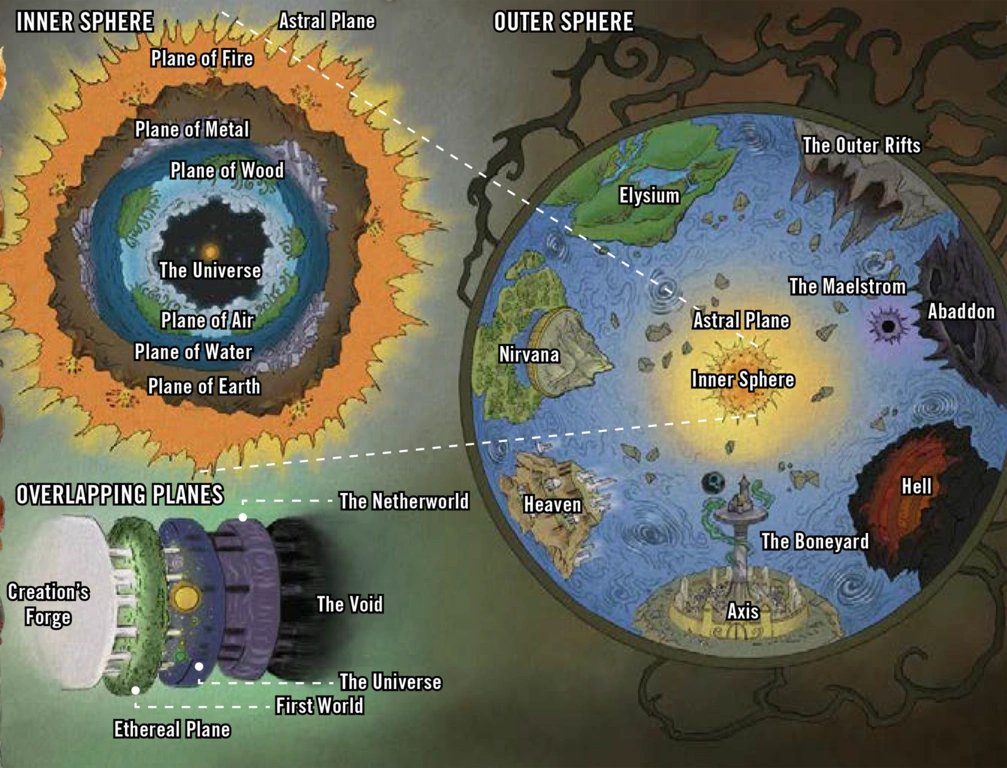 INNER SPHERE
Astral Plane
Plane of Fire
Plane of Metal
Plane of Wood
The Universe
Plane of Air
Plane of Water
Plane of Earth
OUTER SPHERE
The Outer Rifts
Elysium
The Maelstrom
Abaddon
Astral Plane
Nirvana
Inner Sphere
Hell
Heaven
The Boneyard
Axis
OVERLAPPING PLANES
The Netherworld
Creation's
Forge
The Void
The Universe
First World
Ethereal Plane